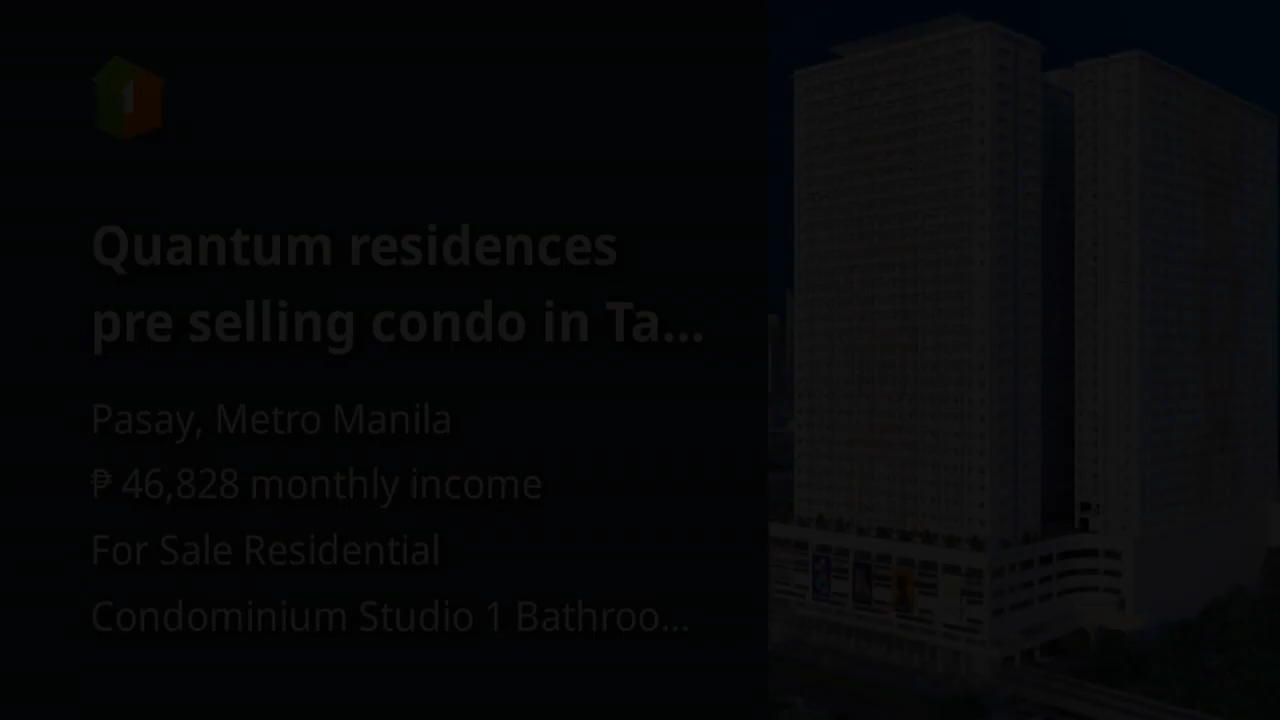 1
Quantum residences
pre selling condo in Ta...
Pasay, Metro Manila
₱ 46,828 monthly income
For Sale Residential
Condominium Studio 1 Bathroo...